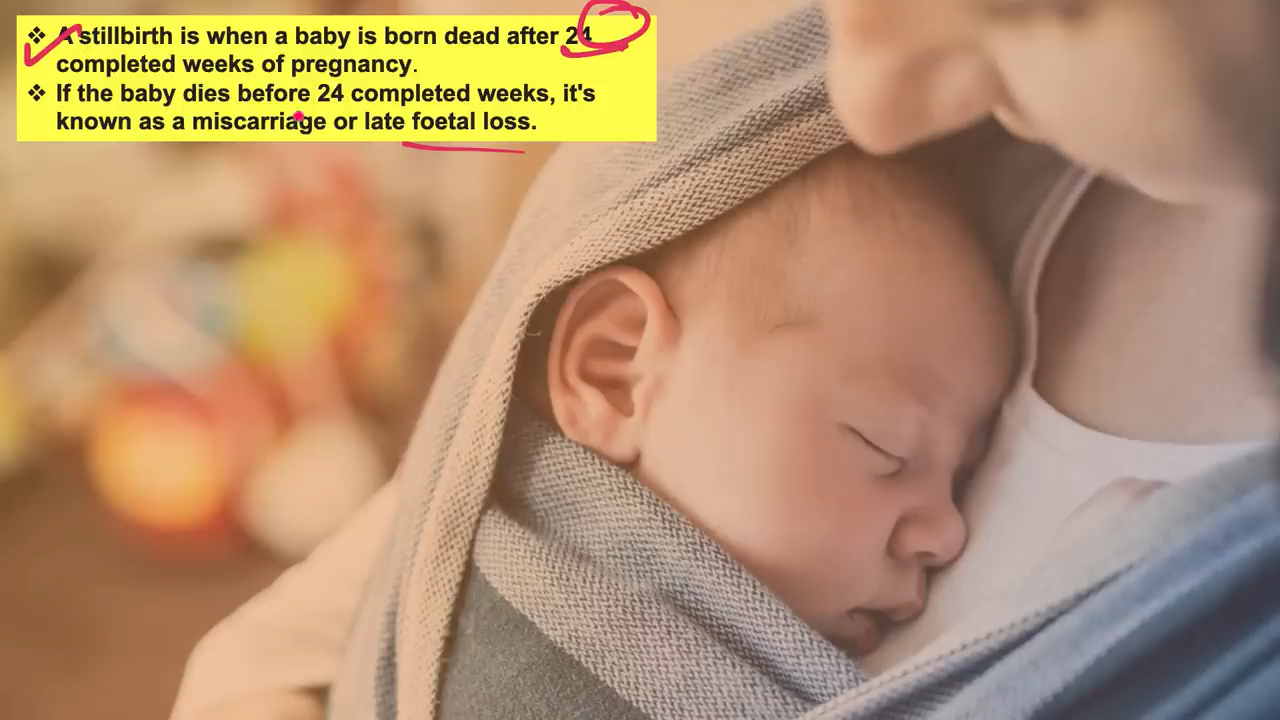 ❖ A stillbirth is when a baby is born dead after 24
completed weeks of pregnancy.
❖ If the baby dies before 24 completed weeks, it's
known as a miscarriage or late foetal loss.